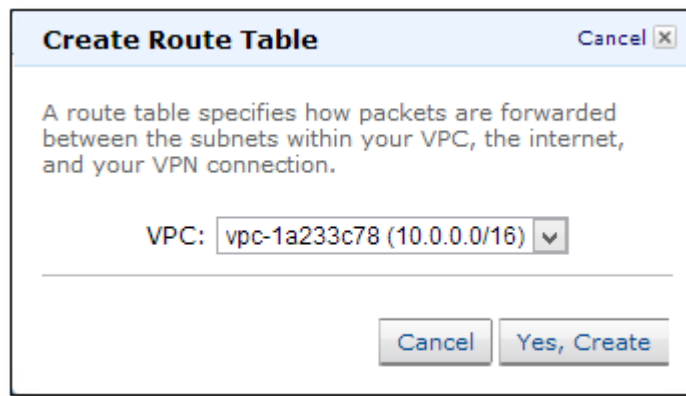 Create Route Table
Cancel
A route table specifies how packets are forwarded
between the subnets within your VPC, the internet,
and your VPN connection.
VPC: vpc-1a233c78 (10.0.0.0/16)
Cancel Yes, Create